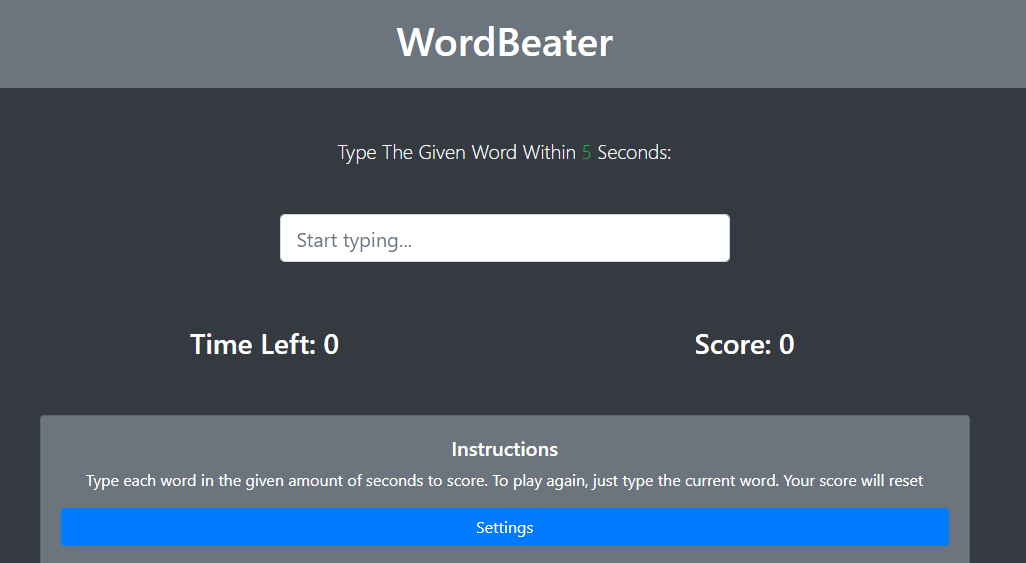 WordBeater
Type The Given Word Within 5 Seconds:
Start typing...
Time Left: 0
Score: 0
Instructions
Type each word in the given amount of seconds to score. To play again, just type the current word. Your score will reset
Settings